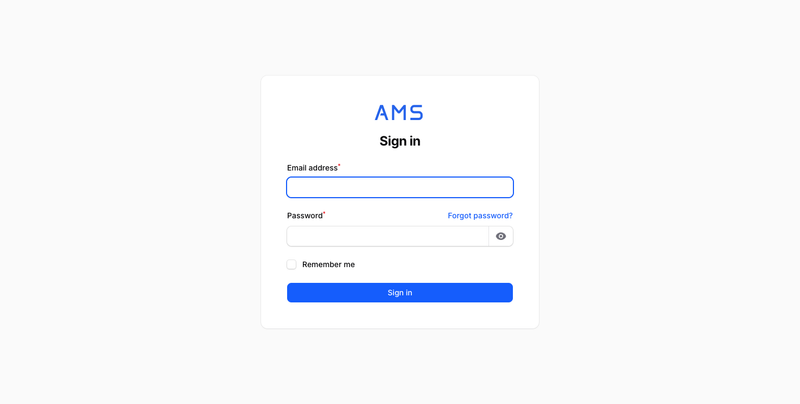 AMS
Sign in
Email address*
Password*
Forgot password?
Remember me
Sign in